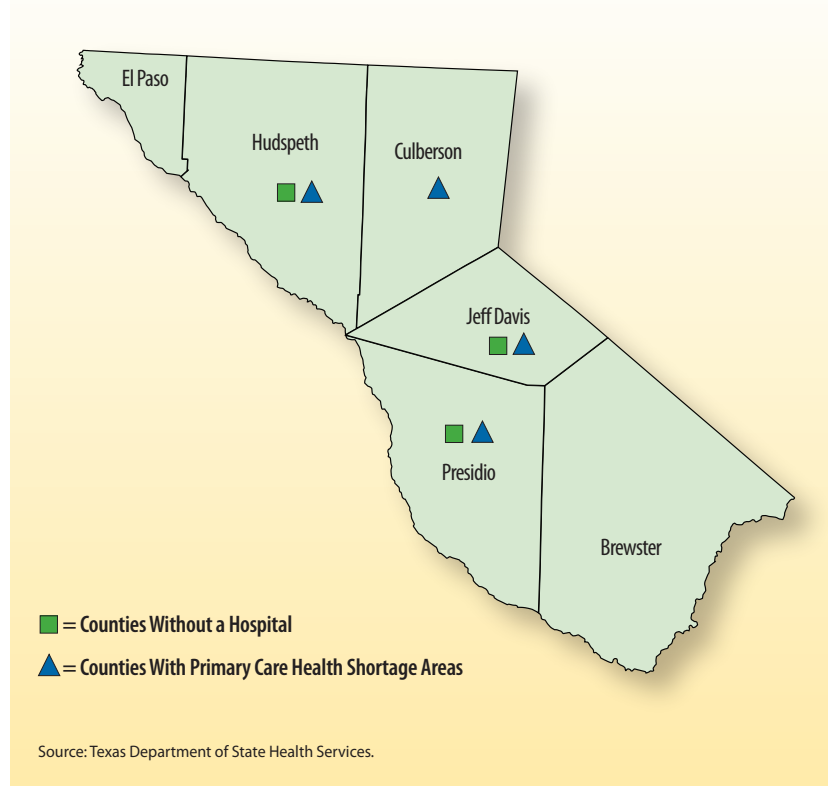 El Paso
Hudspeth
Culberson
Jeff Davis
Presidio
Brewster
= Counties Without a Hospital
= Counties With Primary Care Health Shortage Areas
Source: Texas Department of State Health Services.